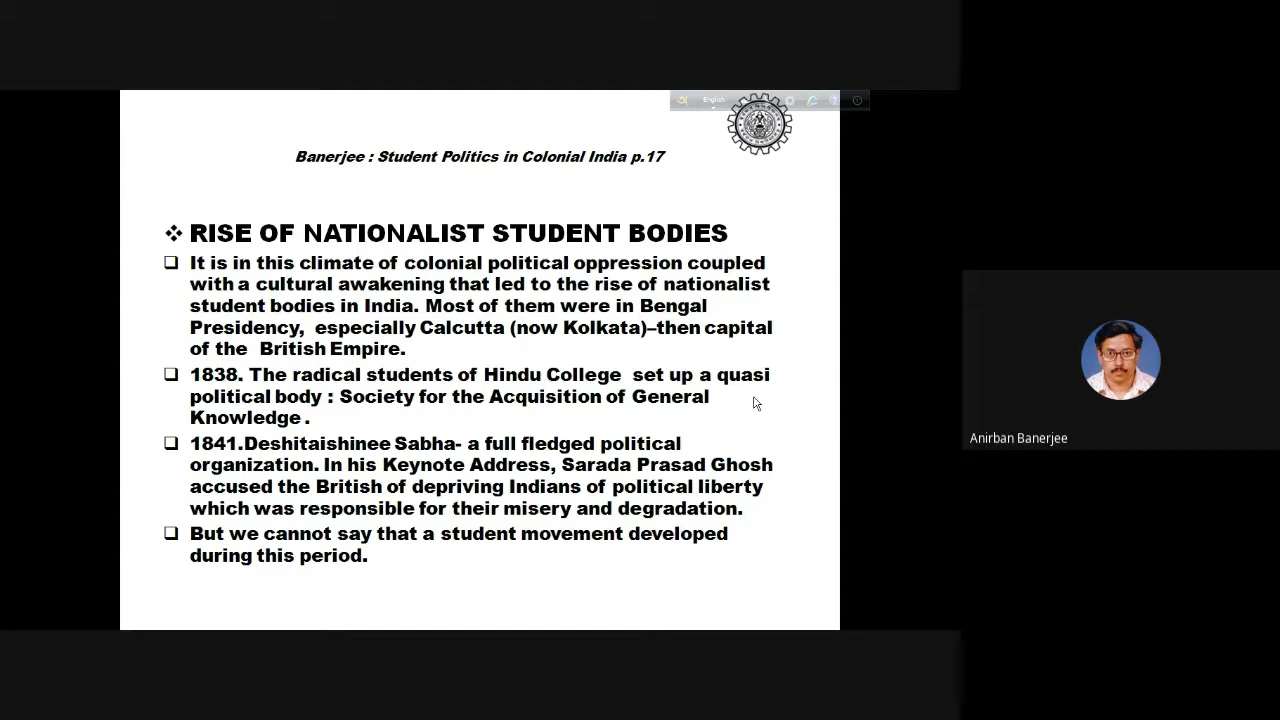 English
Banerjee : Student Politics in Colonial India p.17
❖ RISE OF NATIONALIST STUDENT BODIES
❑ It is in this climate of colonial political oppression coupled
with a cultural awakening that led to the rise of nationalist
student bodies in India. Most of them were in Bengal
Presidency, especially Calcutta (now Kolkata)–then capital
of the British Empire.
❑ 1838. The radical students of Hindu College set up a quasi
political body : Society for the Acquisition of General
Knowledge .
❑ 1841.Deshitaishinee Sabha- a full fledged political
organization. In his Keynote Address, Sarada Prasad Ghosh
accused the British of depriving Indians of political liberty
which was responsible for their misery and degradation.
❑ But we cannot say that a student movement developed
during this period.
Anirban Banerjee